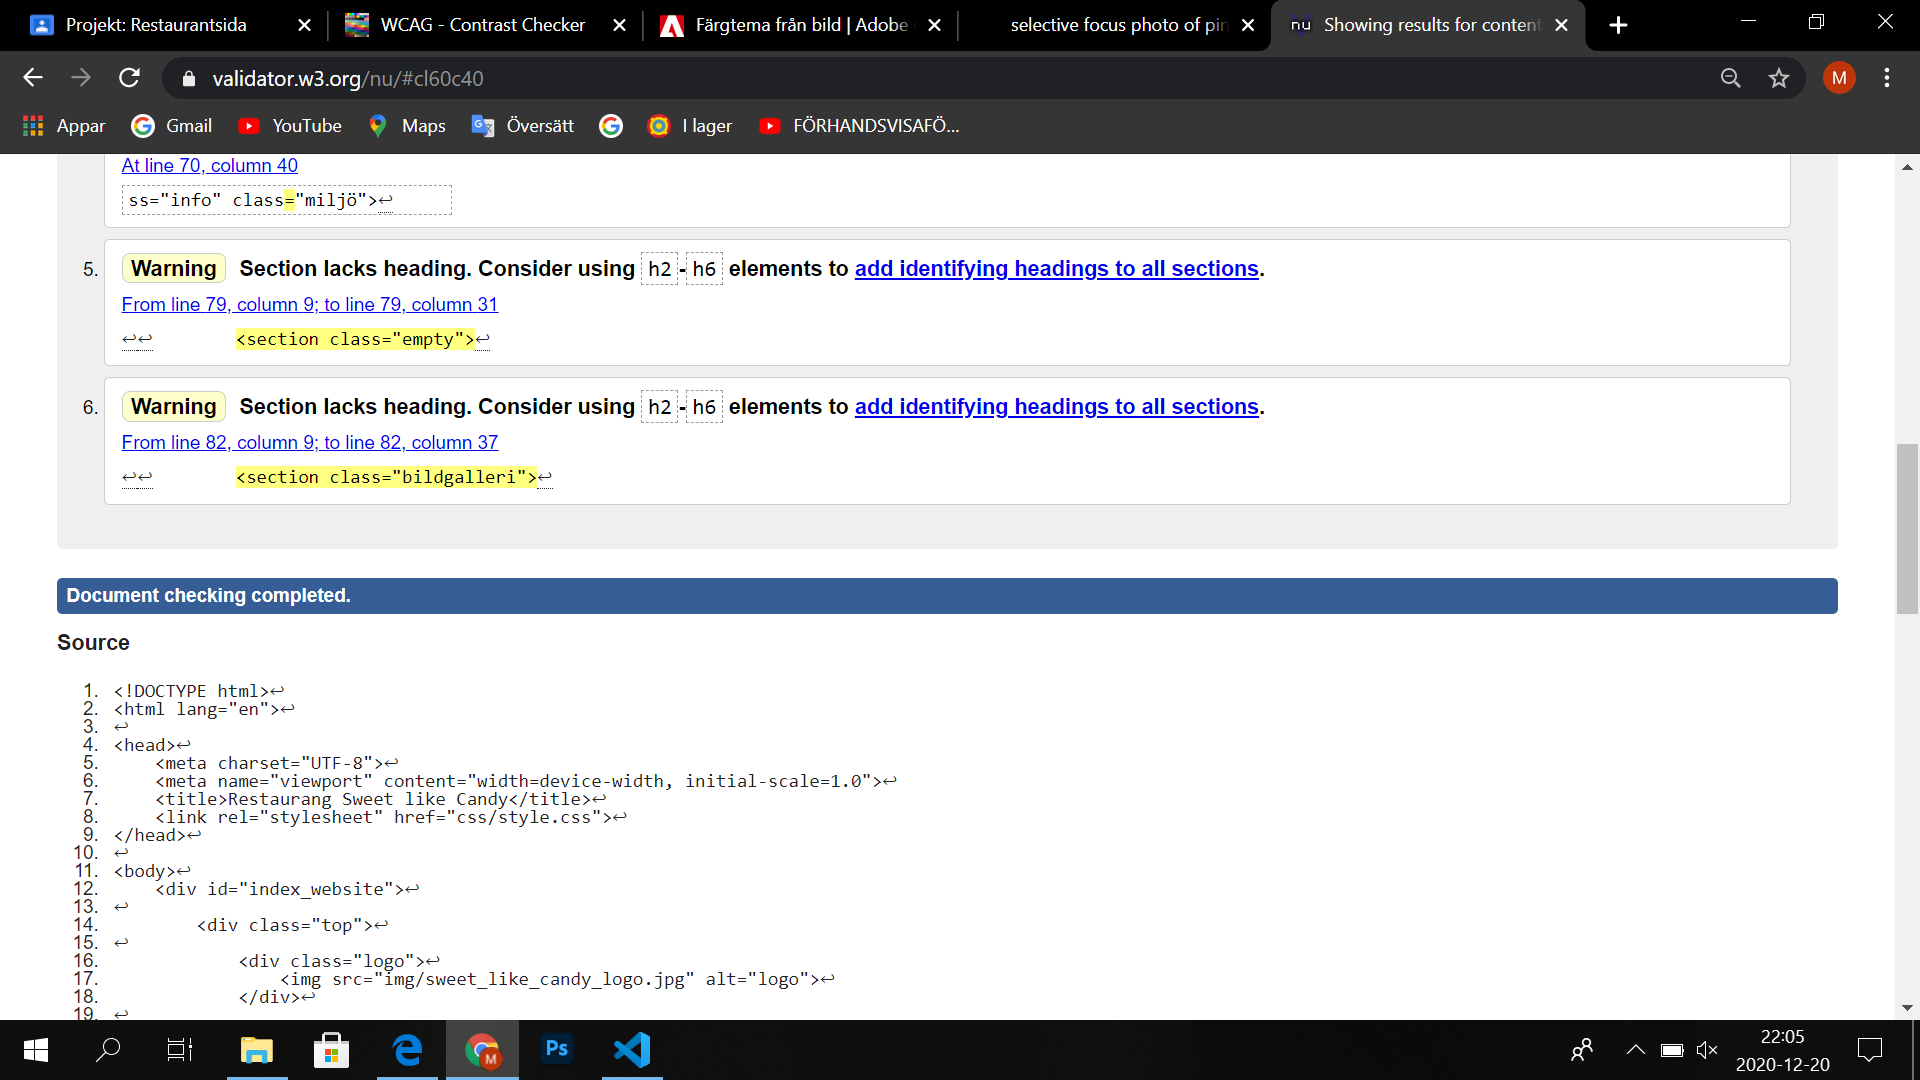 Projekt: Restaurantsida
WCAG - Contrast Checker
Färgtema från bild | Adobe
selective focus photo of pin
nu Showing results for content
validator.w3.org/nu/#cl60c40
M
Appar
Gmail
YouTube
Maps
Översätt
I lager
FÖRHANDSVISAFÖ...
At line 70, column 40
ss="info" class="miljö">↩
5. Warning Section lacks heading. Consider using h2-h6 elements to add identifying headings to all sections.
From line 79, column 9; to line 79, column 31
↩↩ <section class="empty">↩
6. Warning Section lacks heading. Consider using h2-h6 elements to add identifying headings to all sections.
From line 82, column 9; to line 82, column 37
↩↩ <section class="bildgalleri">↩
Document checking completed.
Source
1. <!DOCTYPE html>↩
2. <html lang="en">↩
3. ↩
4. <head>↩
5. <meta charset="UTF-8">↩
6. <meta name="viewport" content="width=device-width, initial-scale=1.0">↩
7. <title>Restaurang Sweet like Candy</title>↩
8. <link rel="stylesheet" href="css/style.css">↩
9. </head>↩
10. ↩
11. <body>↩
12. <div id="index_website">↩
13. ↩
14. <div class="top">↩
15. ↩
16. <div class="logo">↩
17. <img src="img/sweet_like_candy_logo.jpg" alt="logo">↩
18. </div>↩
19. ↩
M
Ps
22:05
2020-12-20